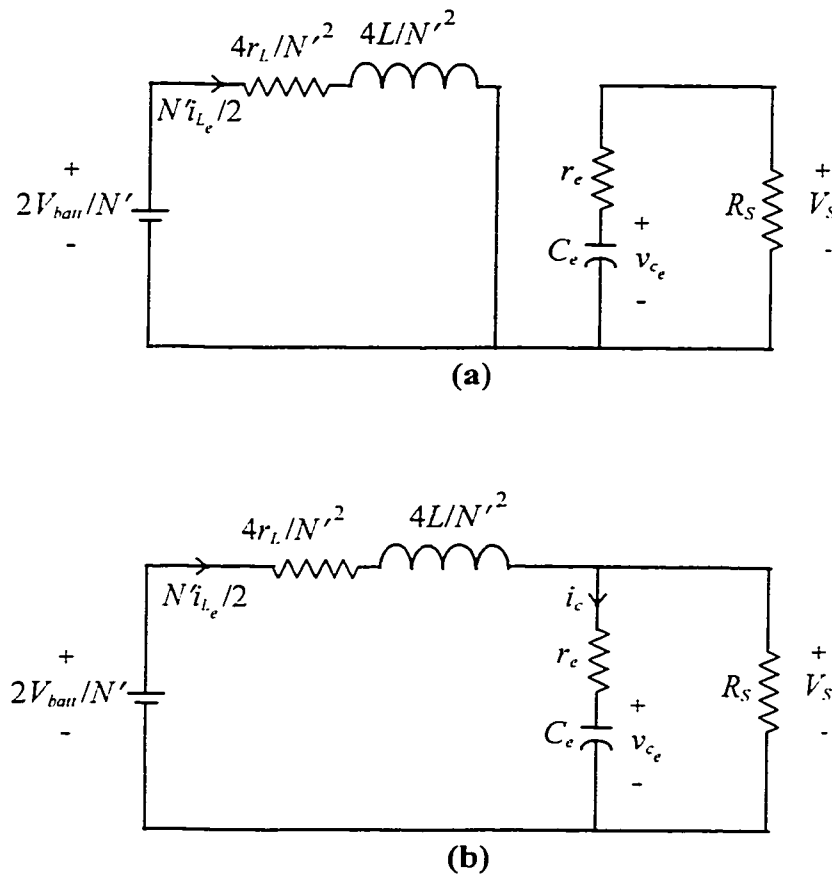 4r_L/N'^2 4L/N'^2
N'i_{L_e}/2
+
2V_{batt}/N'
-
r_e
+
C_e v_{c_e}
-
R_S
+
V_S
-
(a)
4r_L/N'^2 4L/N'^2
N'i_{L_e}/2
i_c
+
2V_{batt}/N'
-
r_e
+
C_e v_{c_e}
-
R_S
+
V_S
-
(b)